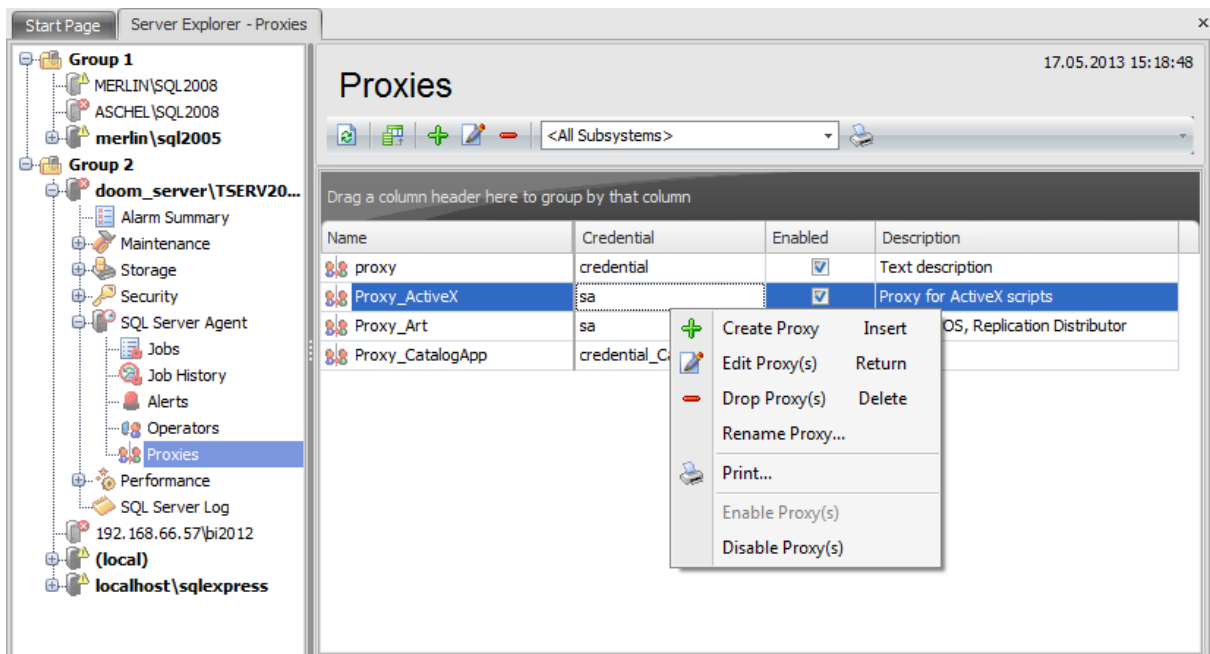 Start Page
Server Explorer - Proxies
Group 1
MERLIN\SQL2008
ASCHEL\SQL2008
merlin\sql2005
Group 2
doom_server\TSERV20...
Alarm Summary
Maintenance
Storage
Security
SQL Server Agent
Jobs
Job History
Alerts
Operators
Proxies
Performance
SQL Server Log
192.168.66.57\bi2012
(local)
localhost\sqlexpress
17.05.2013 15:18:48
Proxies
<All Subsystems>
Drag a column header here to group by that column
Name Credential Enabled Description
proxy credential Text description
Proxy_ActiveX sa Proxy for ActiveX scripts
Proxy_Art sa OS, Replication Distributor
Proxy_CatalogApp credential_Ca
Create Proxy Insert
Edit Proxy(s) Return
Drop Proxy(s) Delete
Rename Proxy...
Print...
Enable Proxy(s)
Disable Proxy(s)